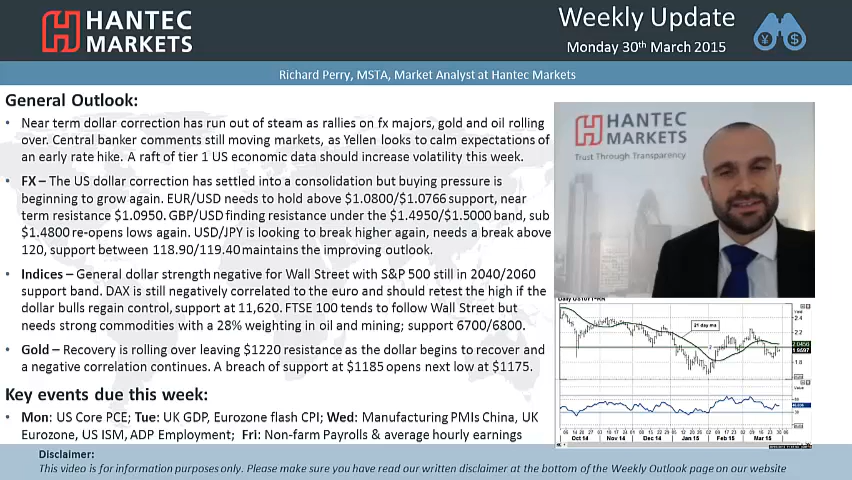 HANTEC
MARKETS
Weekly Update
Monday 30th March 2015
¥ $
Richard Perry, MSTA, Market Analyst at Hantec Markets
General Outlook:
• Near term dollar correction has run out of steam as rallies on fx majors, gold and oil rolling
over. Central banker comments still moving markets, as Yellen looks to calm expectations of
an early rate hike. A raft of tier 1 US economic data should increase volatility this week.
• FX – The US dollar correction has settled into a consolidation but buying pressure is
beginning to grow again. EUR/USD needs to hold above $1.0800/$1.0766 support, near
term resistance $1.0950. GBP/USD finding resistance under the $1.4950/$1.5000 band, sub
$1.4800 re-opens lows again. USD/JPY is looking to break higher again, needs a break above
120, support between 118.90/119.40 maintains the improving outlook.
• Indices – General dollar strength negative for Wall Street with S&P 500 still in 2040/2060
support band. DAX is still negatively correlated to the euro and should retest the high if the
dollar bulls regain control, support at 11,620. FTSE 100 tends to follow Wall Street but
needs strong commodities with a 28% weighting in oil and mining; support 6700/6800.
• Gold – Recovery is rolling over leaving $1220 resistance as the dollar begins to recover and
a negative correlation continues. A breach of support at $1185 opens next low at $1175.
Key events due this week:
• Mon: US Core PCE; Tue: UK GDP, Eurozone flash CPI; Wed: Manufacturing PMIs China, UK
Eurozone, US ISM, ADP Employment; Fri: Non-farm Payrolls & average hourly earnings
HANTEC
MARKETS
Trust Through Transparency
21 day ma
2.4
2.2
1.8
Oct 14 Nov 14 Dec 14 Jan 15 Feb 15 Mar 15
Disclaimer:
This video is for information purposes only. Please make sure you have read our written disclaimer at the bottom of the Weekly Outlook page on our website